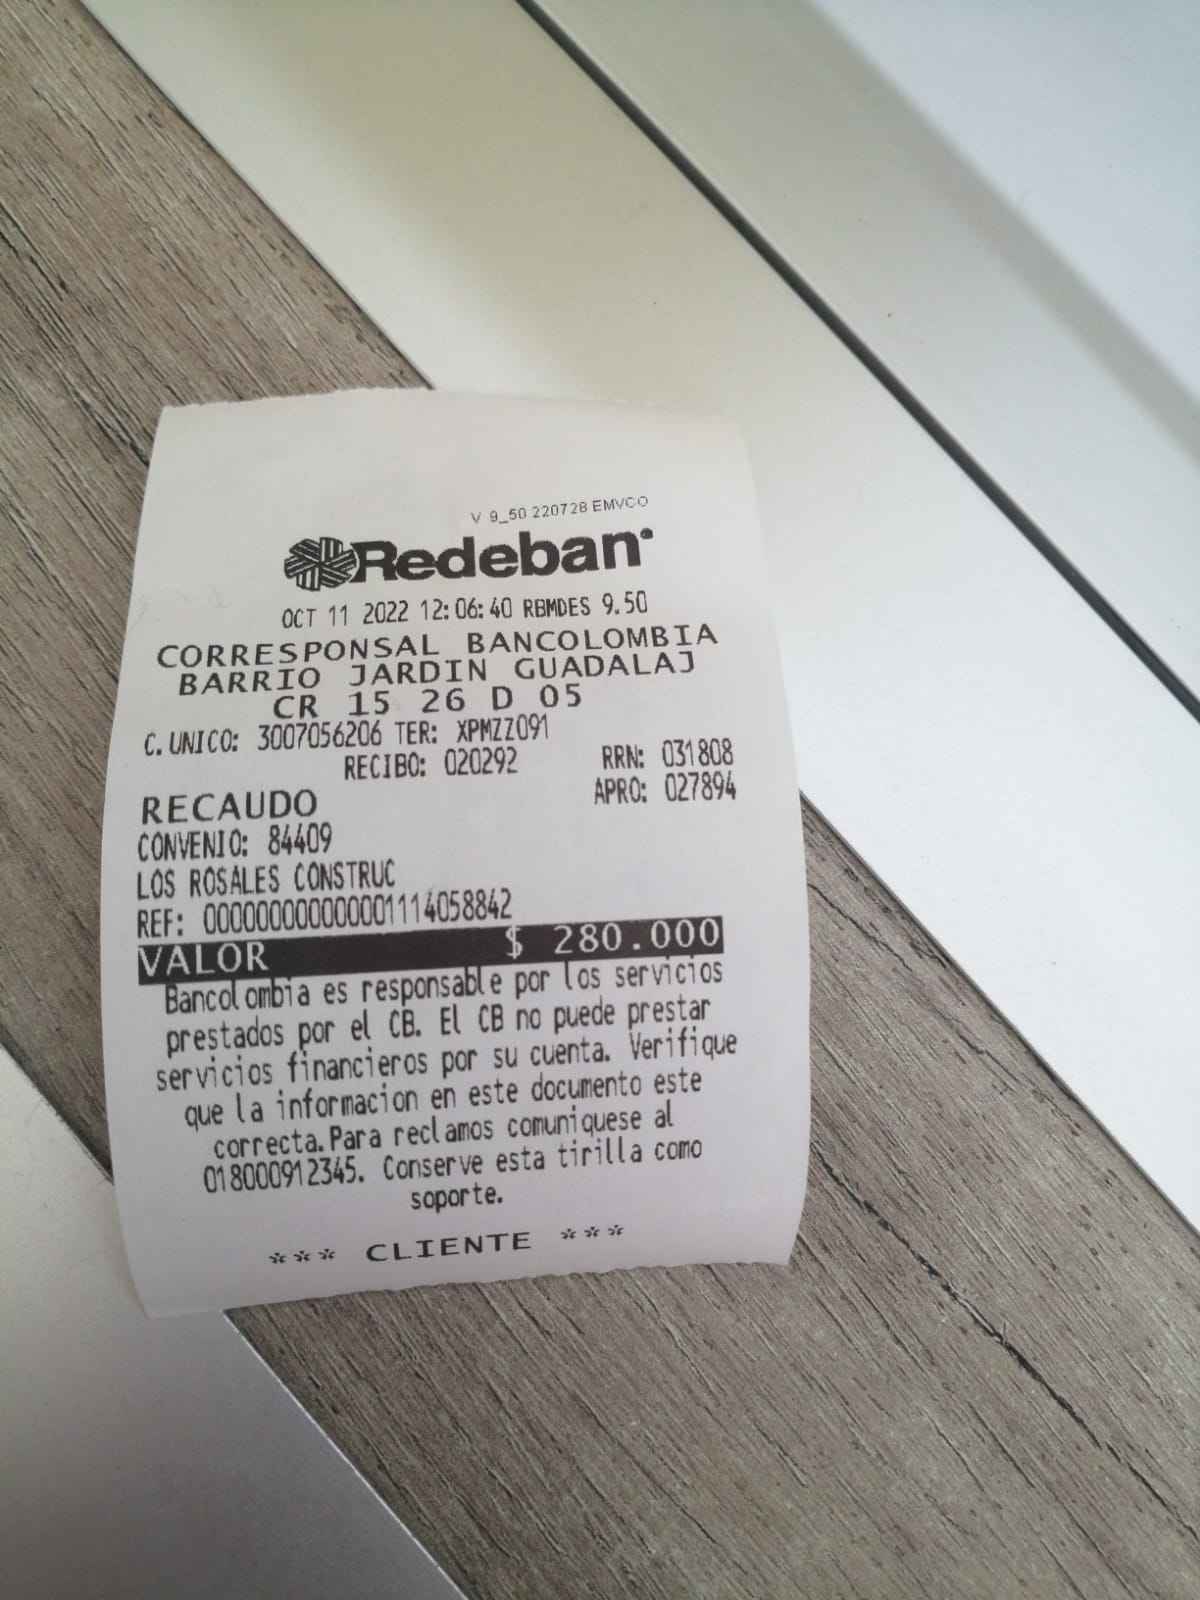 V 9_50 220728 EMVCO
Redeban
OCT 11 2022 12:06:40 RBMDES 9.50
CORRESPONSAL BANCOLOMBIA
BARRIO JARDIN GUADALAJ
CR 15 26 D 05
C.UNICO: 3007056206 TER: XPMZZ091
RECIBO: 020292 RRN: 031808
RECAUDO APRO: 027894
CONVENIO: 84409
LOS ROSALES CONSTRUC
REF: 00000000000001114058842
VALOR $ 280.000
Bancolombia es responsable por los servicios
prestados por el CB. El CB no puede prestar
servicios financieros por su cuenta. Verifique
que la informacion en este documento este
correcta.Para reclamos comuniquese al
018000912345. Conserve esta tirilla como
soporte.
*** CLIENTE ***